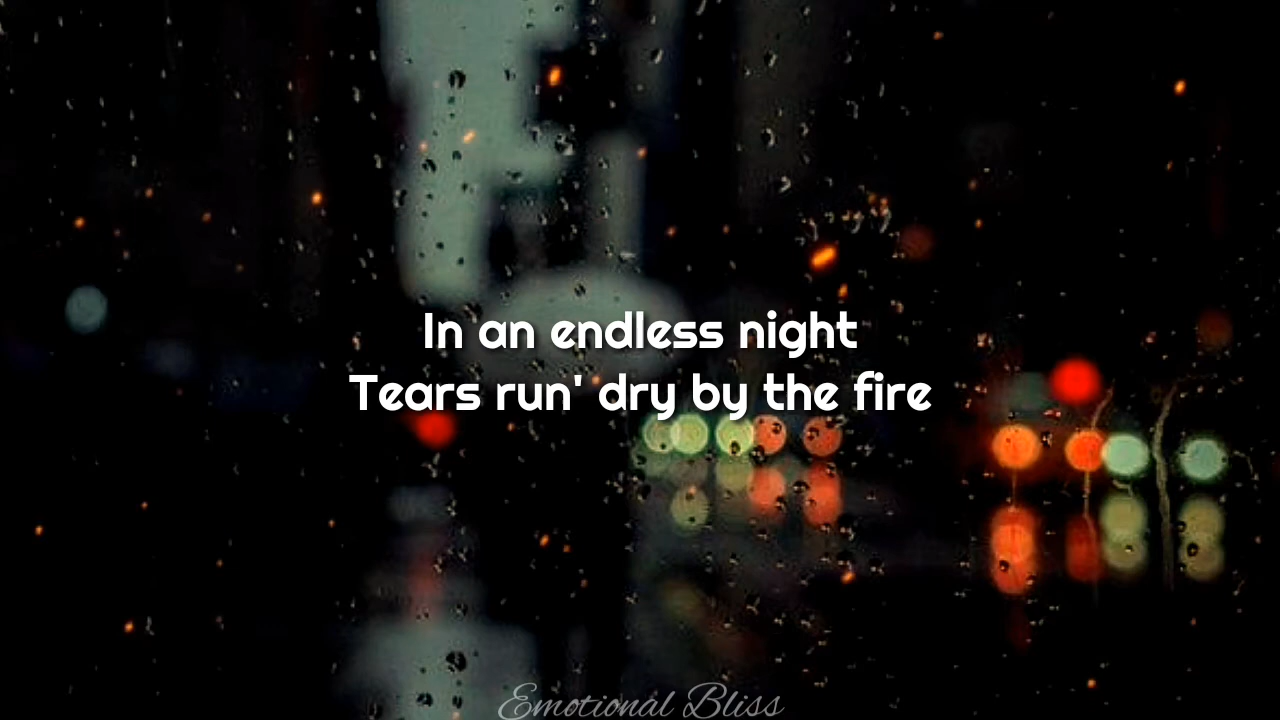 In an endless night
Tears run' dry by the fire
Emotional Bliss